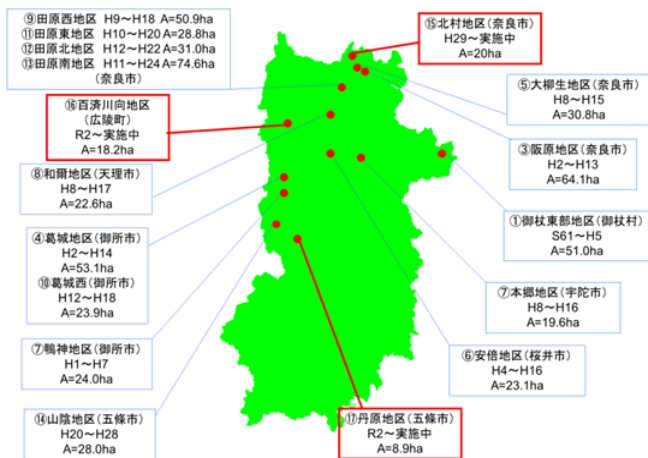 ⑨田原西地区 H9～H18 A=50.9ha
⑪田原東地区 H10～H20 A=28.8ha
⑫田原北地区 H12～H22 A=31.0ha
⑬田原南地区 H11～H24 A=74.6ha
(奈良市)
⑮北村地区(奈良市)
H29～実施中
A=20ha
⑤大柳生地区(奈良市)
H8～H15
A=30.8ha
⑯百済川向地区
(広陵町)
R2～実施中
A=18.2ha
③阪原地区(奈良市)
H2～H13
A=64.1ha
⑧和爾地区(天理市)
H8～H17
A=22.6ha
①御杖東部地区(御杖村)
S61～H5
A=51.0ha
④葛城地区(御所市)
H2～H14
A=53.1ha
⑩葛城西(御所市)
H12～H18
A=23.9ha
⑦本郷地区(宇陀市)
H8～H16
A=19.6ha
⑦鴨神地区(御所市)
H1～H7
A=24.0ha
⑥安倍地区(桜井市)
H4～H16
A=23.1ha
⑭山陰地区(五條市)
H20～H28
A=28.0ha
⑰丹原地区(五條市)
R2～実施中
A=8.9ha